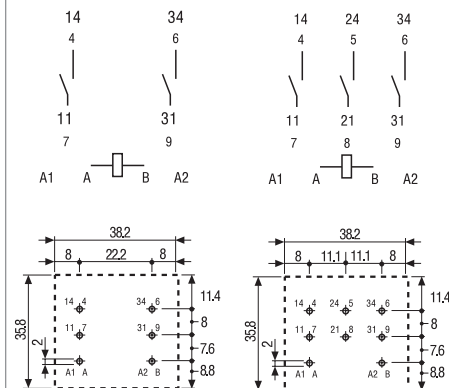 14 34
4 6
11 31
7 9
A1 A B A2
14 24 34
4 5 6
11 21 31
7 8 9
A1 A B A2
38.2
8 22.2 8
35.8
2
14 4 34 6
11 7 31 9
A1 A A2 B
11.4
8
7.6
8.8
38.2
8 11.1 11.1 8
35.8
2
14 4 24 5 34 6
11 7 21 8 31 9
A1 A A2 B
11.4
8
7.6
8.8